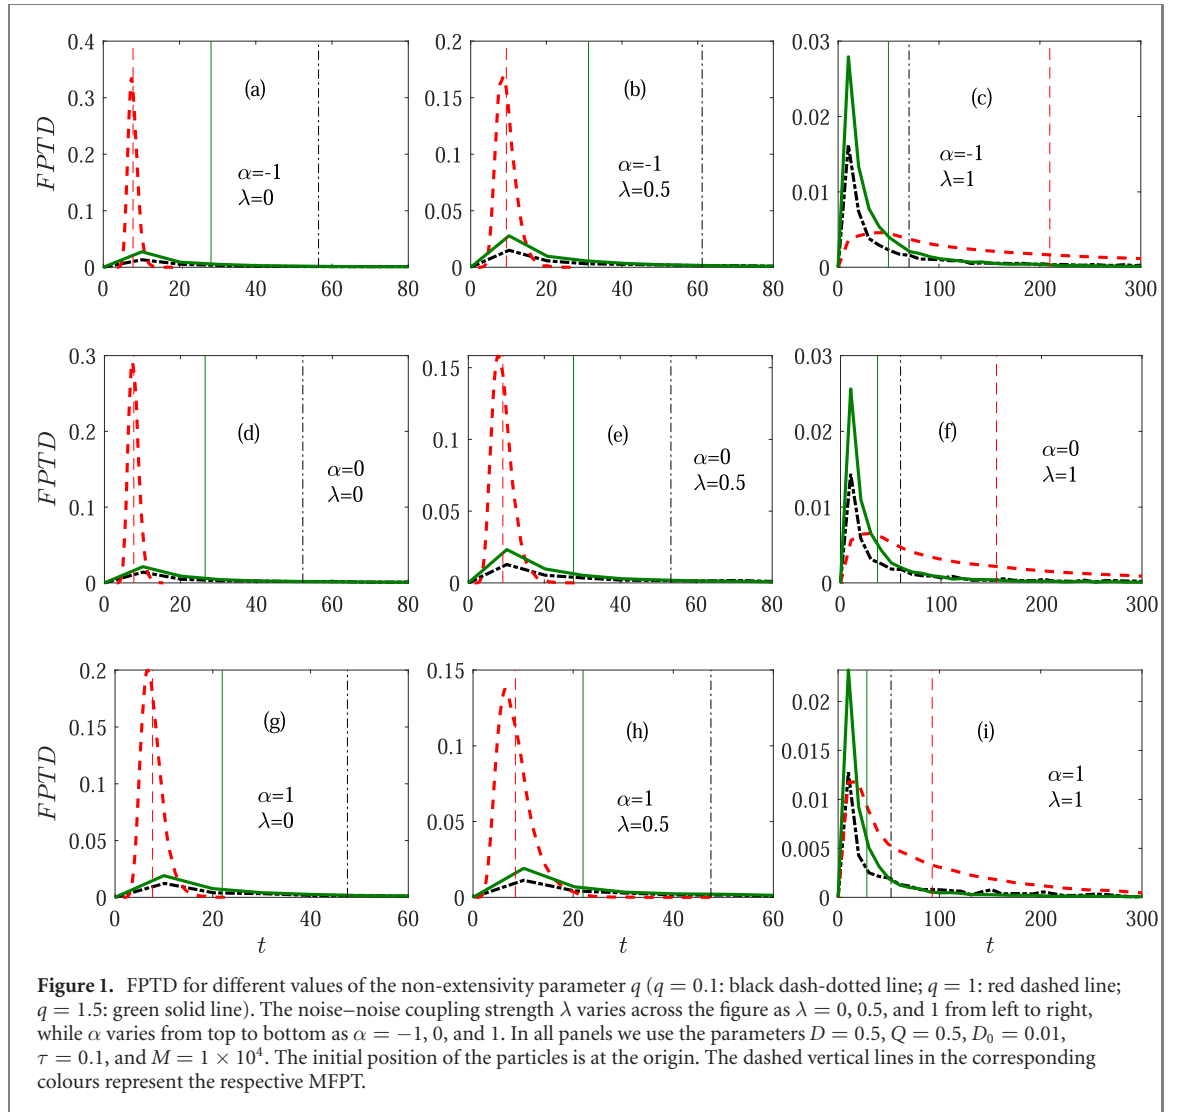 0.4
0.3
0.2
0.1
0
FPTD
(a)
α=-1
λ=0
0 20 40 60 80
0.2
0.15
0.1
0.05
0
(b)
α=-1
λ=0.5
0 20 40 60 80
0.03
0.02
0.01
0
(c)
α=-1
λ=1
0 100 200 300
0.3
0.2
0.1
0
FPTD
(d)
α=0
λ=0
0 20 40 60 80
0.15
0.1
0.05
0
(e)
α=0
λ=0.5
0 20 40 60 80
0.03
0.02
0.01
0
(f)
α=0
λ=1
0 100 200 300
0.2
0.15
0.1
0.05
0
FPTD
(g)
α=1
λ=0
0 20 40 60
t
0.15
0.1
0.05
0
(h)
α=1
λ=0.5
0 20 40 60
t
0.02
0.015
0.01
0.005
0
(i)
α=1
λ=1
0 100 200 300
t
Figure 1. FPTD for different values of the non-extensivity parameter q (q = 0.1: black dash-dotted line; q = 1: red dashed line;
q = 1.5: green solid line). The noise–noise coupling strength λ varies across the figure as λ = 0, 0.5, and 1 from left to right,
while α varies from top to bottom as α = −1, 0, and 1. In all panels we use the parameters D = 0.5, Q = 0.5, D₀ = 0.01,
τ = 0.1, and M = 1 × 10⁴. The initial position of the particles is at the origin. The dashed vertical lines in the corresponding
colours represent the respective MFPT.